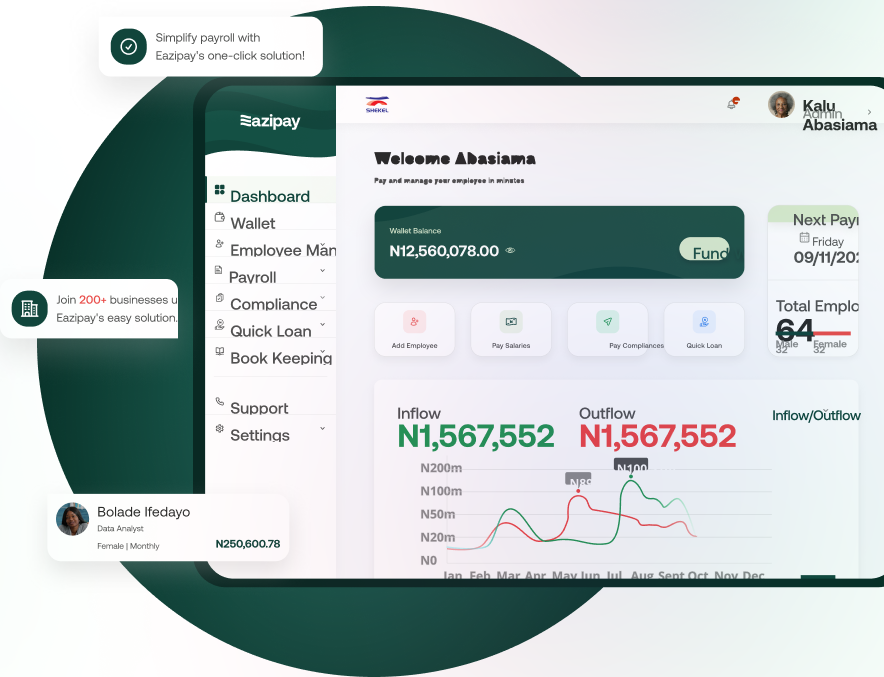 Simplify payroll with
Eazipay's one-click solution!
Eazipay
SHEKEL
Kalu
Admin
Abasiama
Welcome Abasiama
Pay and manage your employee in minutes
Dashboard
Wallet
Employee Man
Payroll
Compliance
Quick Loan
Book Keeping
Support
Settings
Wallet Balance
N12,560,078.00
Fund
Next Payr
Friday
09/11/202
Total Emplo
64
Male Female
32 32
Add Employee
Pay Salaries
Pay Compliances
Quick Loan
Join 200+ businesses u
Eazipay's easy solution.
Inflow
N1,567,552
Outflow
N1,567,552
Inflow/Outflow
N200m
N100m
N50m
N20m
N0
N89
N100
Jan Feb Mar Apr May Jun Jul Aug Sept Oct Nov Dec
Bolade Ifedayo
Data Analyst
Female | Monthly
N250,600.78